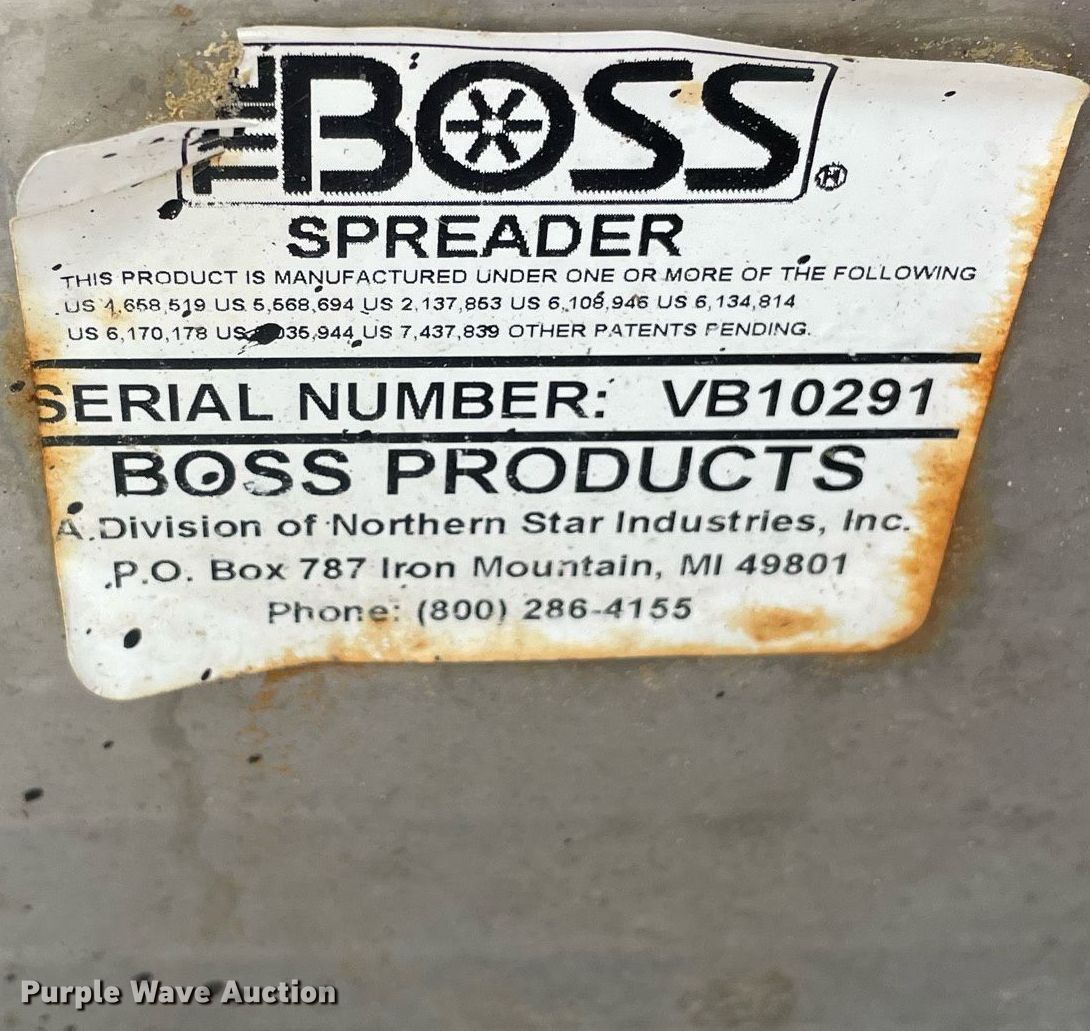 THE BOSS
SPREADER
THIS PRODUCT IS MANUFACTURED UNDER ONE OR MORE OF THE FOLLOWING
US 4,658,519 US 5,568,694 US 2,137,853 US 6,106,946 US 6,134,814
US 6,170,178 US 035,944 US 7,437,839 OTHER PATENTS PENDING.
SERIAL NUMBER: VB10291
BOSS PRODUCTS
A Division of Northern Star Industries, Inc.
P.O. Box 787 Iron Mountain, MI 49801
Phone: (800) 286-4155
Purple Wave Auction